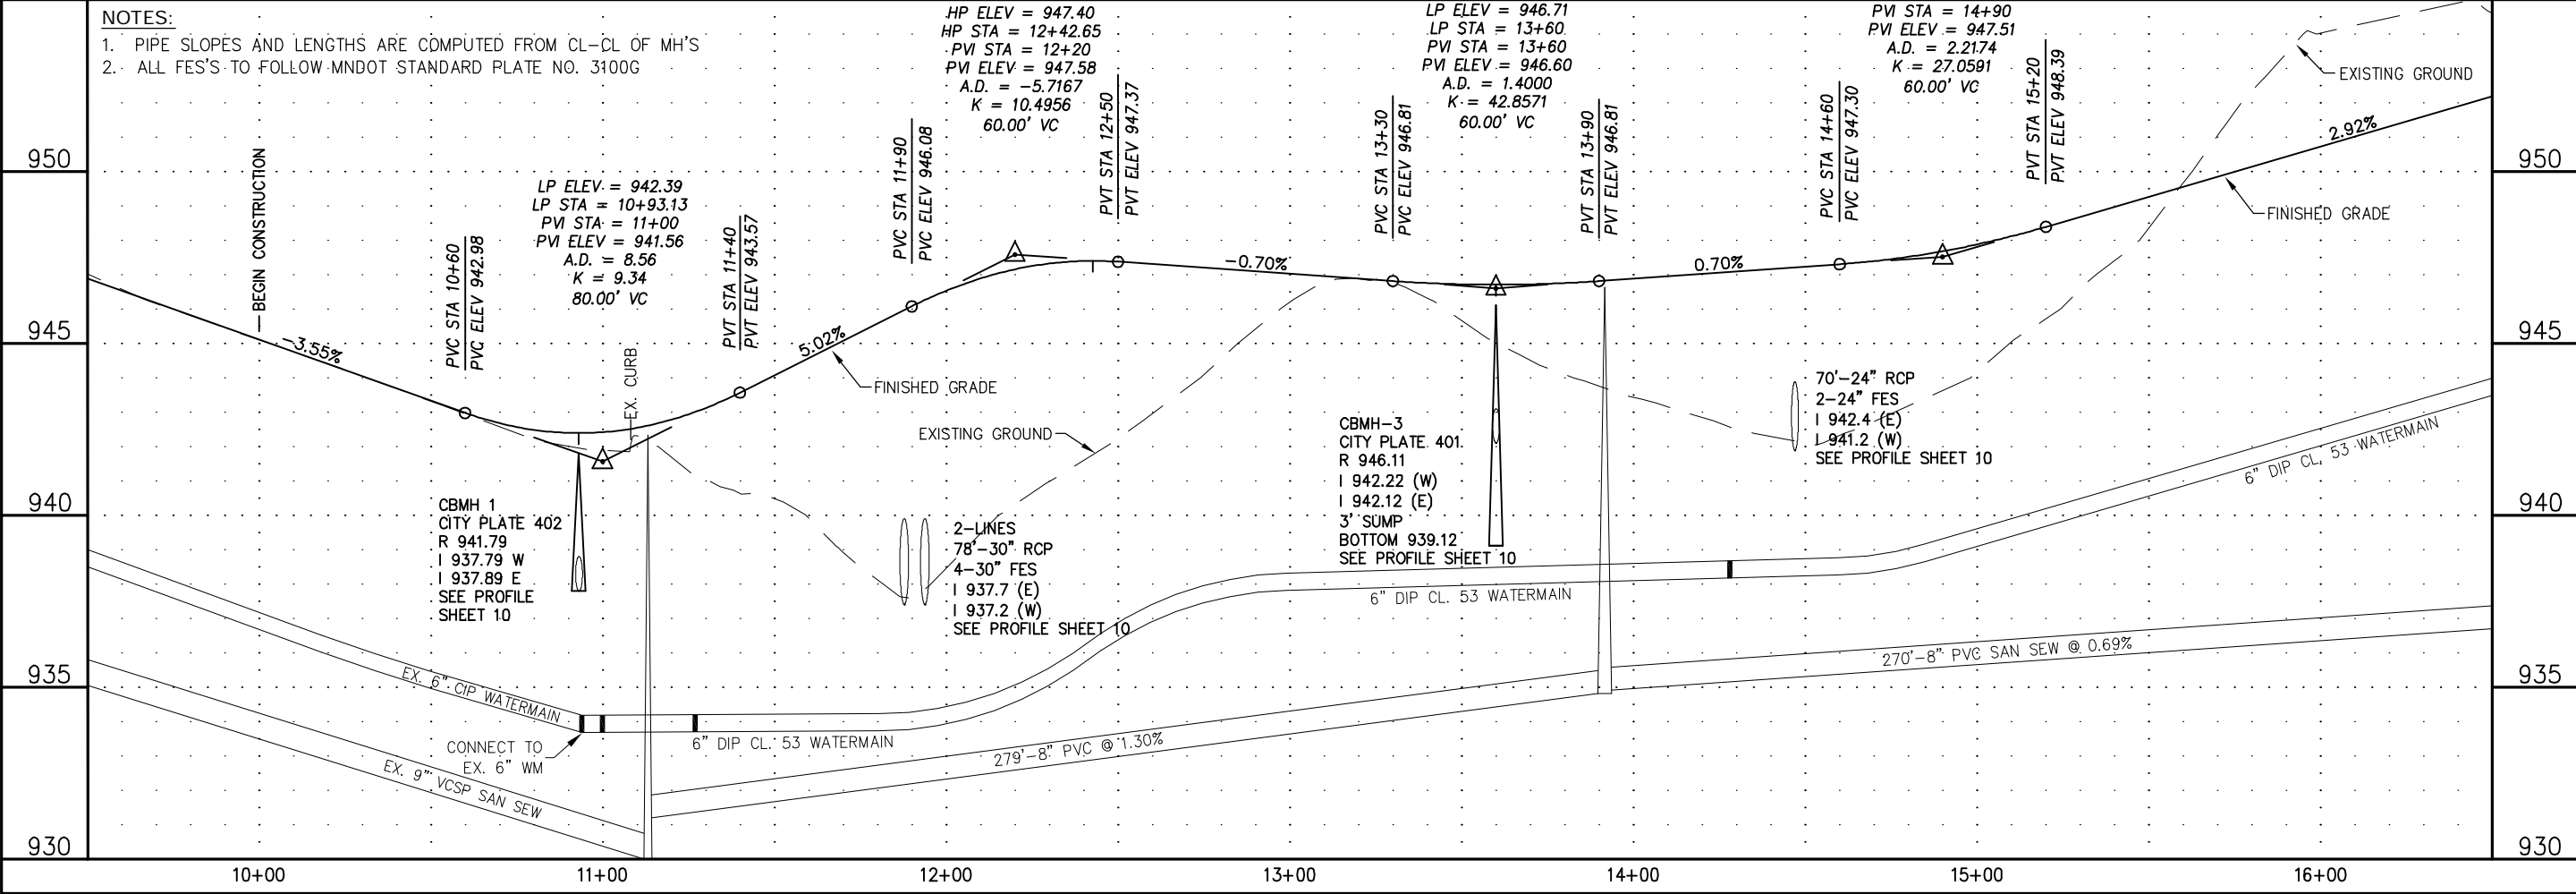 NOTES:
1. PIPE SLOPES AND LENGTHS ARE COMPUTED FROM CL-CL OF MH'S
2. ALL FES'S TO FOLLOW MNDOT STANDARD PLATE NO. 3100G
HP ELEV = 947.40
HP STA = 12+42.65
PVI STA = 12+20
PVI ELEV = 947.58
A.D. = -5.7167
K = 10.4956
60.00' VC
LP ELEV = 946.71
LP STA = 13+60
PVI STA = 13+60
PVI ELEV = 946.60
A.D. = 1.4000
K = 42.8571
60.00' VC
PVI STA = 14+90
PVI ELEV = 947.51
A.D. = 2.2174
K = 27.0591
60.00' VC
LP ELEV = 942.39
LP STA = 10+93.13
PVI STA = 11+00
PVI ELEV = 941.56
A.D. = 8.56
K = 9.34
80.00' VC
BEGIN CONSTRUCTION
PVC STA 10+60
PVC ELEV 942.98
PVT STA 11+40
PVT ELEV 943.57
PVC STA 11+90
PVC ELEV 946.08
PVT STA 12+50
PVT ELEV 947.37
PVC STA 13+30
PVC ELEV 946.81
PVT STA 13+90
PVT ELEV 946.81
PVC STA 14+60
PVC ELEV 947.30
PVT STA 15+20
PVT ELEV 948.39
EXISTING GROUND
2.92%
FINISHED GRADE
-3.55%
5.02%
-0.70%
0.70%
EX. CURB
FINISHED GRADE
EXISTING GROUND
CBMH 1
CITY PLATE 402
R 941.79
I 937.79 W
I 937.89 E
SEE PROFILE
SHEET 10
2-LINES
78'-30" RCP
4-30" FES
I 937.7 (E)
I 937.2 (W)
SEE PROFILE SHEET 10
CBMH-3
CITY PLATE 401
R 946.11
I 942.22 (W)
I 942.12 (E)
3' SUMP
BOTTOM 939.12
SEE PROFILE SHEET 10
70'-24" RCP
2-24" FES
I 942.4 (E)
I 941.2 (W)
SEE PROFILE SHEET 10
6" DIP CL. 53 WATERMAIN
6" DIP CL. 53 WATERMAIN
270'-8" PVC SAN SEW @ 0.69%
EX. 6" CIP WATERMAIN
CONNECT TO
EX. 6" WM
6" DIP CL. 53 WATERMAIN
279'-8" PVC @ 1.30%
EX. 9" VCSP SAN SEW
950
945
940
935
930
950
945
940
935
930
10+00
11+00
12+00
13+00
14+00
15+00
16+00